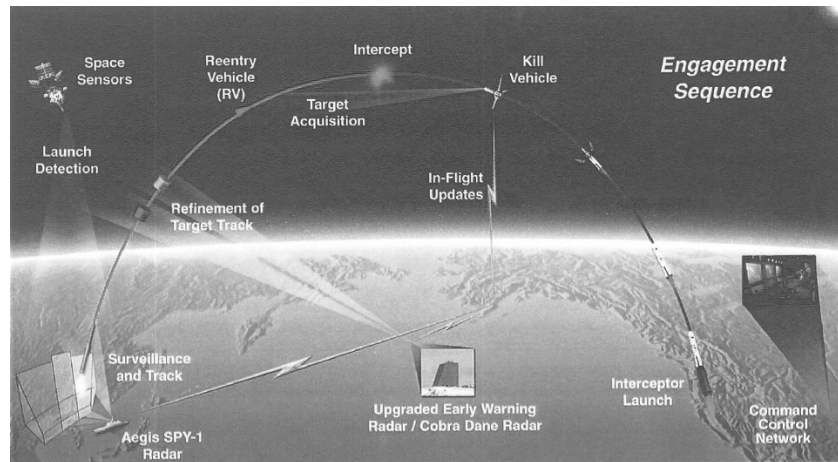 Engagement
Sequence
Space
Sensors
Reentry
Vehicle
(RV)
Intercept
Kill
Vehicle
Target
Acquisition
Launch
Detection
Refinement of
Target Track
In-Flight
Updates
Surveillance
and Track
Aegis SPY-1
Radar
Upgraded Early Warning
Radar / Cobra Dane Radar
Interceptor
Launch
Command
Control
Network